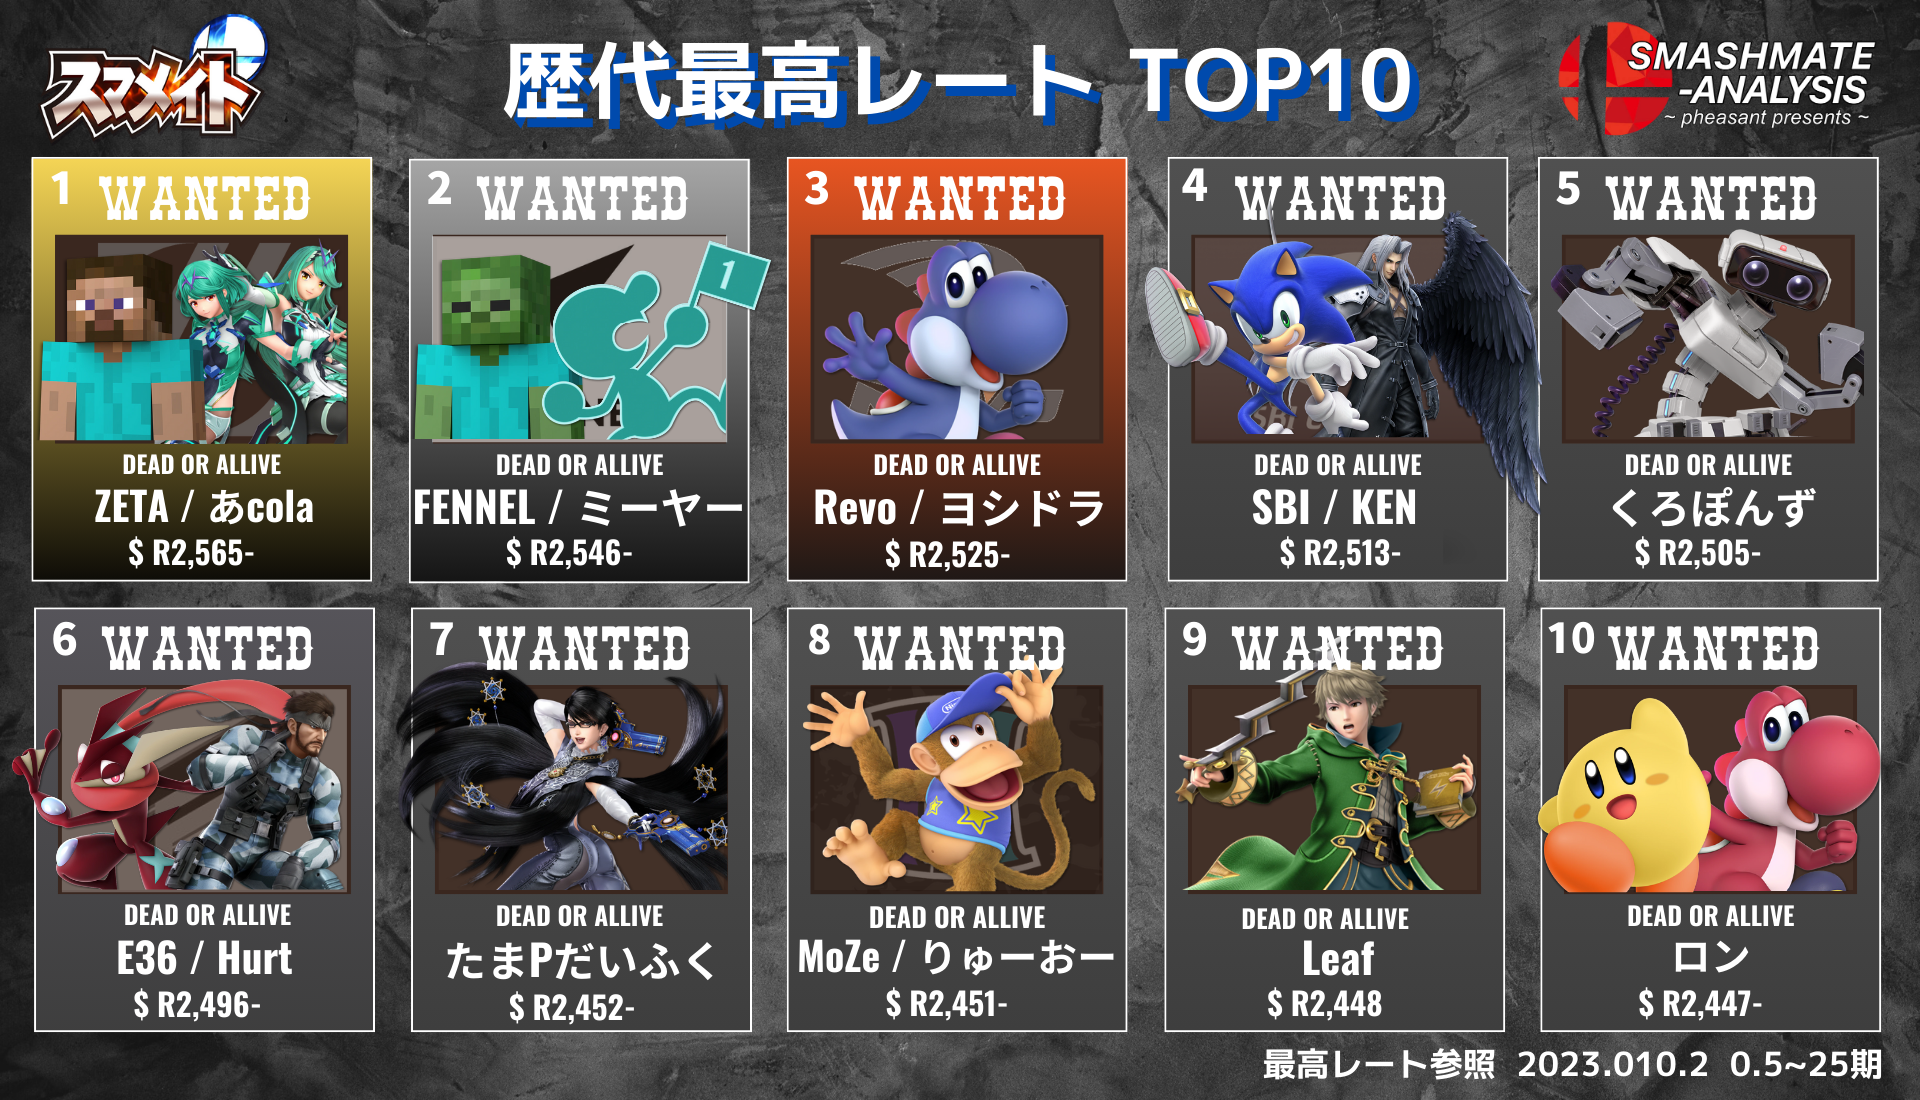 スマメイト
歴代最高レート TOP10
SMASHMATE
-ANALYSIS
~ pheasant presents ~
1 WANTED
DEAD OR ALLIVE
ZETA / あcola
$ R2,565-
2 WANTED
1
DEAD OR ALLIVE
FENNEL / ミーヤー
$ R2,546-
3 WANTED
DEAD OR ALLIVE
Revo / ヨシドラ
$ R2,525-
4 WANTED
SBI
DEAD OR ALLIVE
SBI / KEN
$ R2,513-
5 WANTED
DEAD OR ALLIVE
くろぽんず
$ R2,505-
6 WANTED
DEAD OR ALLIVE
E36 / Hurt
$ R2,496-
7 WANTED
DEAD OR ALLIVE
たまPだいふく
$ R2,452-
8 WANTED
DEAD OR ALLIVE
MoZe / りゅーおー
$ R2,451-
9 WANTED
DEAD OR ALLIVE
Leaf
$ R2,448
10 WANTED
DEAD OR ALLIVE
ロン
$ R2,447-
最高レート参照 2023.010.2 0.5~25期